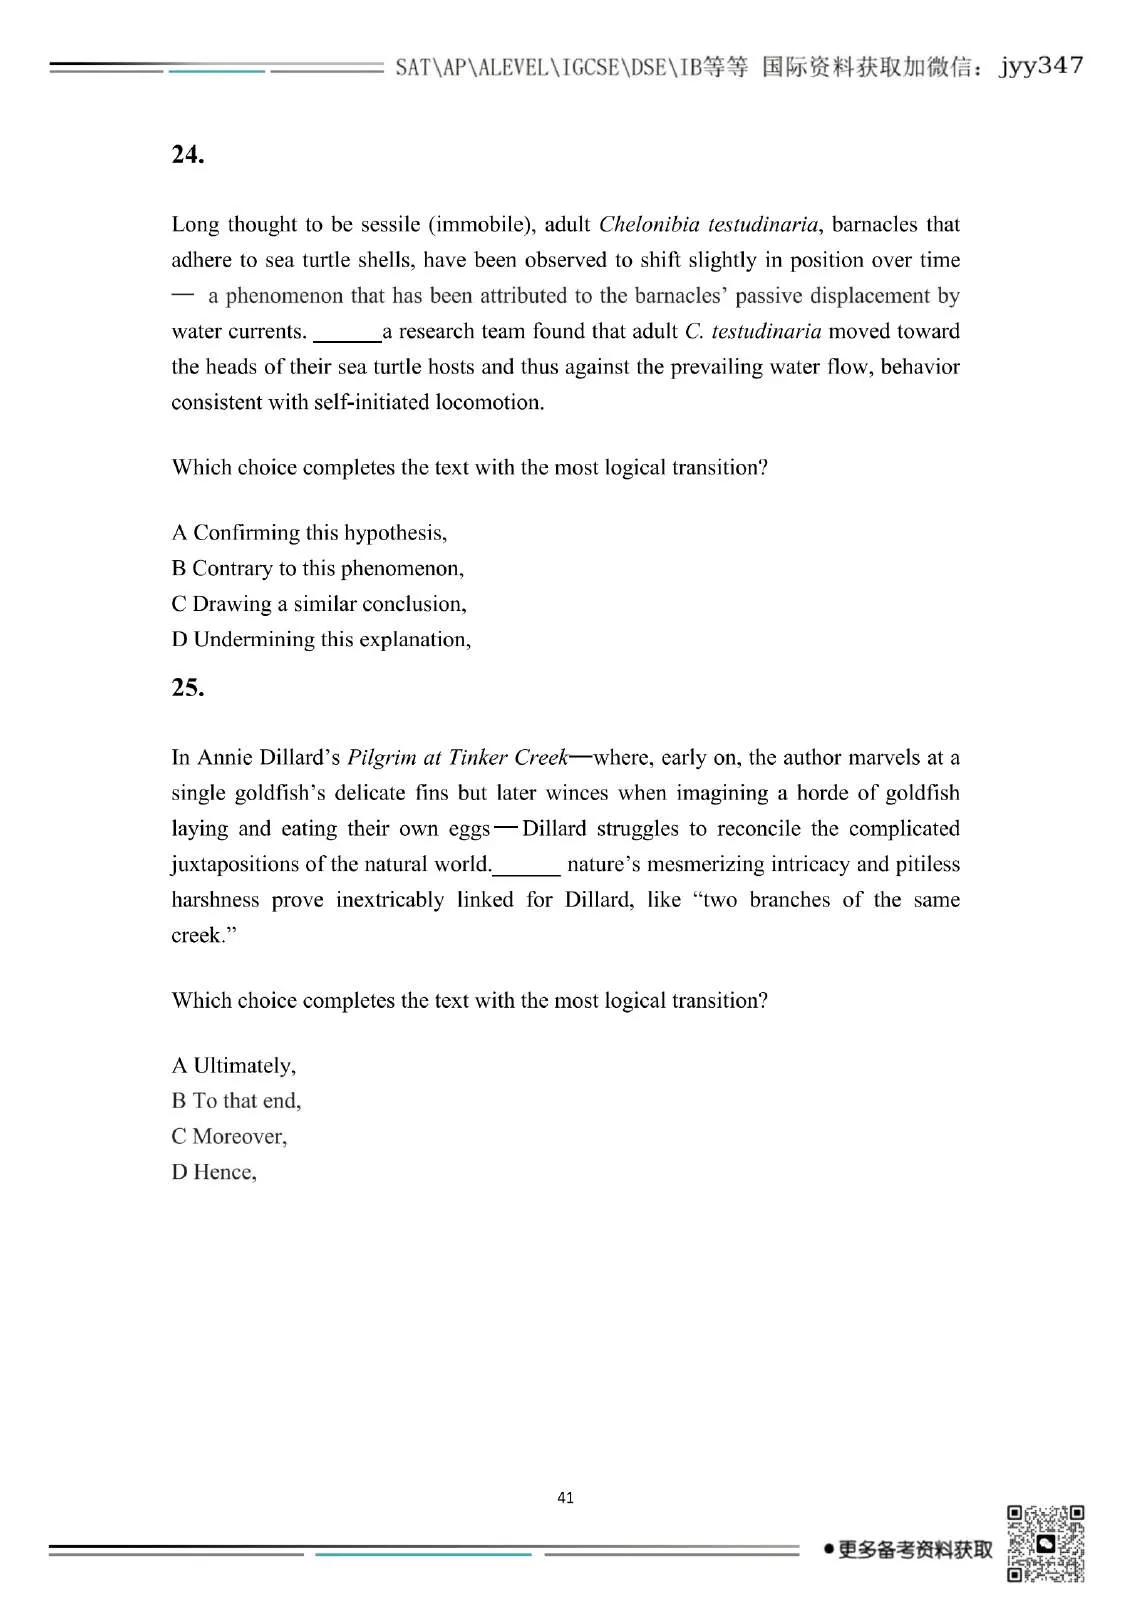 SAT\AP\ALEVEL\IGCSE\DSE\IB等等 国际资料获取加微信：jyy347
24.
Long thought to be sessile (immobile), adult Chelonibia testudinaria, barnacles that
adhere to sea turtle shells, have been observed to shift slightly in position over time
— a phenomenon that has been attributed to the barnacles’ passive displacement by
water currents. ______a research team found that adult C. testudinaria moved toward
the heads of their sea turtle hosts and thus against the prevailing water flow, behavior
consistent with self-initiated locomotion.
Which choice completes the text with the most logical transition?
A Confirming this hypothesis,
B Contrary to this phenomenon,
C Drawing a similar conclusion,
D Undermining this explanation,
25.
In Annie Dillard’s Pilgrim at Tinker Creek—where, early on, the author marvels at a
single goldfish’s delicate fins but later winces when imagining a horde of goldfish
laying and eating their own eggs—Dillard struggles to reconcile the complicated
juxtapositions of the natural world.______ nature’s mesmerizing intricacy and pitiless
harshness prove inextricably linked for Dillard, like “two branches of the same
creek.”
Which choice completes the text with the most logical transition?
A Ultimately,
B To that end,
C Moreover,
D Hence,
41
●更多备考资料获取